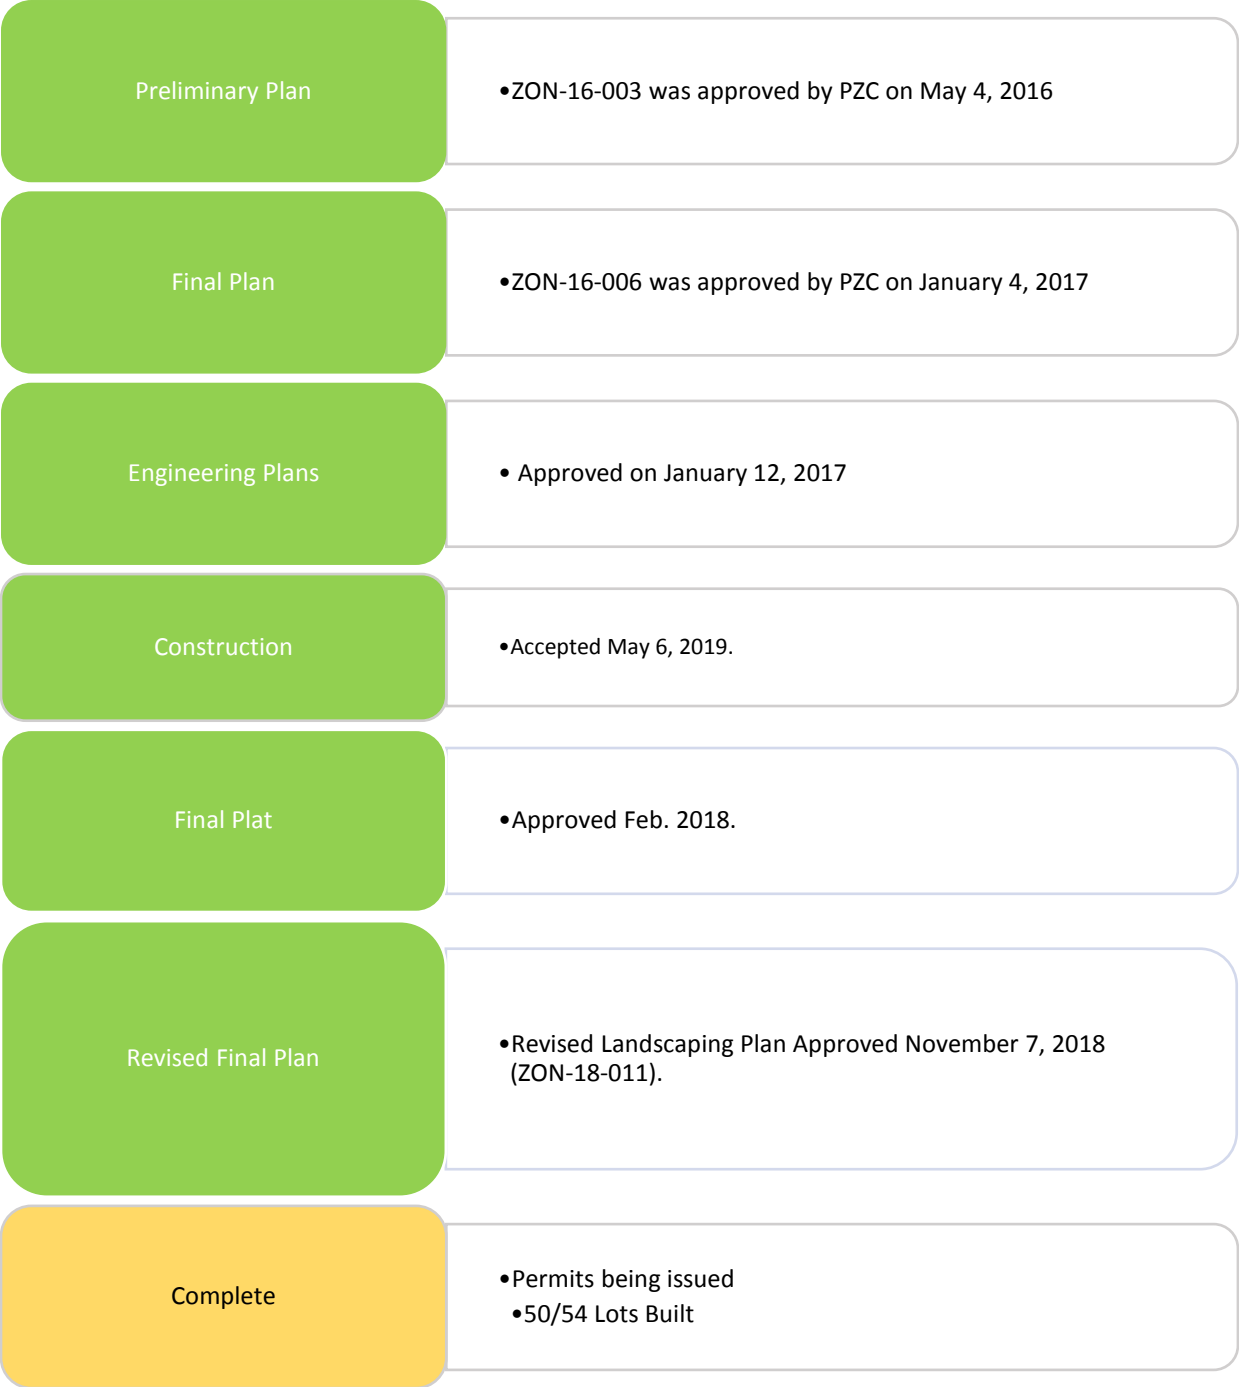 Preliminary Plan
•ZON-16-003 was approved by PZC on May 4, 2016
Final Plan
•ZON-16-006 was approved by PZC on January 4, 2017
Engineering Plans
• Approved on January 12, 2017
Construction
•Accepted May 6, 2019.
Final Plat
•Approved Feb. 2018.
Revised Final Plan
•Revised Landscaping Plan Approved November 7, 2018
(ZON-18-011).
Complete
•Permits being issued
•50/54 Lots Built